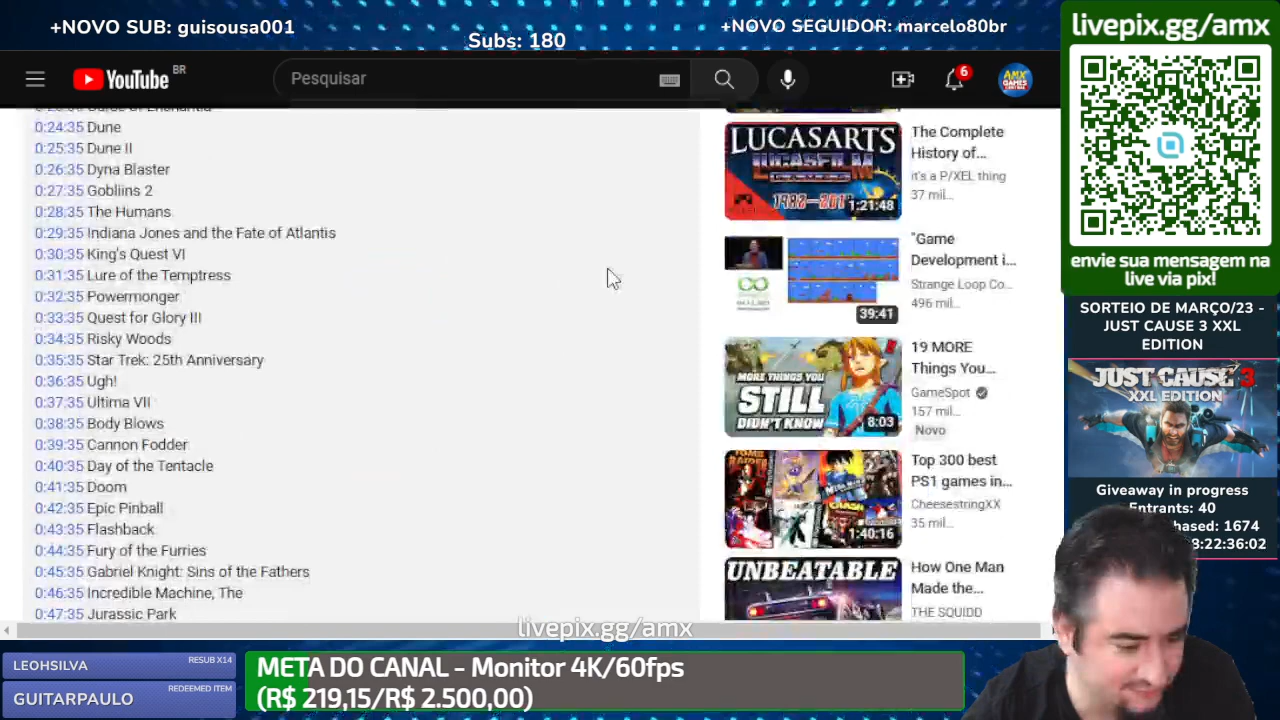 +NOVO SUB: guisousa001
Subs: 180
+NOVO SEGUIDOR: marcelo80br
livepix.gg/amx
YouTube BR
Pesquisar
6
AMX GAMES CENTRAL
envie sua mensagem na
live via pix!
0:24:35 Dune
0:25:35 Dune II
0:26:35 Dyna Blaster
0:27:35 Gobliins 2
0:28:35 The Humans
0:29:35 Indiana Jones and the Fate of Atlantis
0:30:35 King's Quest VI
0:31:35 Lure of the Temptress
0:32:35 Powermonger
0:33:35 Quest for Glory III
0:34:35 Risky Woods
0:35:35 Star Trek: 25th Anniversary
0:36:35 Ugh!
0:37:35 Ultima VII
0:38:35 Body Blows
0:39:35 Cannon Fodder
0:40:35 Day of the Tentacle
0:41:35 Doom
0:42:35 Epic Pinball
0:43:35 Flashback
0:44:35 Fury of the Furries
0:45:35 Gabriel Knight: Sins of the Fathers
0:46:35 Incredible Machine, The
0:47:35 Jurassic Park
LUCASARTS
LUCASFILM
GAMES
1:21:48
The Complete
History of...
it's a P/XEL thing
37 mil...
39:41
"Game
Development i...
Strange Loop Co...
496 mil...
MORE THINGS YOU
STILL
DIDN'T KNOW
8:03
19 MORE
Things You...
GameSpot
157 mil...
Novo
TOMB
RAIDER
CRASH
1:40:16
Top 300 best
PS1 games in...
CheesestringXX
35 mil...
UNBEATABLE
How One Man
Made the...
THE SQUIDD
SORTEIO DE MARÇO/23 -
JUST CAUSE 3 XXL
EDITION
JUST CAUSE 3
XXL EDITION
Giveaway in progress
Entrants: 40
hased: 1674
8:22:36:02
livepix.gg/amx
LEOHSILVA RESUB X14
GUITARPAULO REDEEMED ITEM
META DO CANAL - Monitor 4K/60fps
(R$ 219,15/R$ 2.500,00)